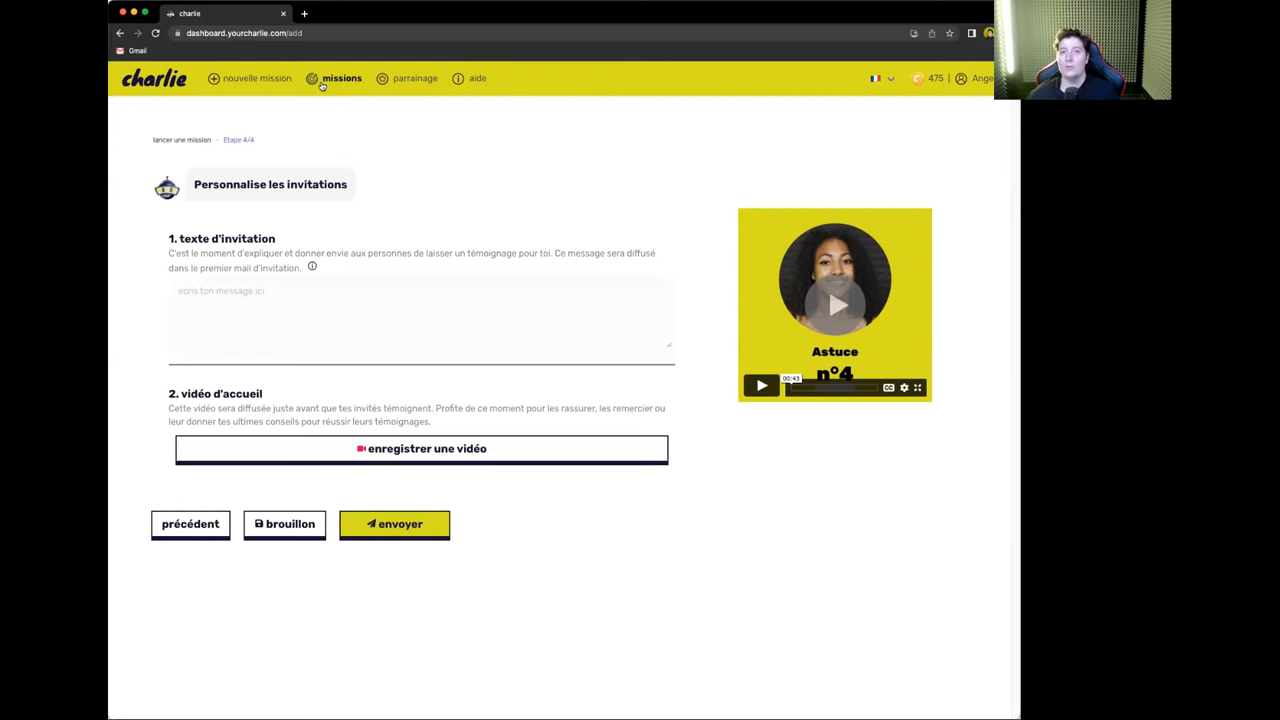 charlie
dashboard.yourcharlie.com/add
Gmail
charlie
nouvelle mission
missions
parrainage
aide
475
Ange
lancer une mission - Etape 4/4
Personnalise les invitations
1. texte d'invitation
C'est le moment d'expliquer et donner envie aux personnes de laisser un témoignage pour toi. Ce message sera diffusé
dans le premier mail d'invitation.
ecris ton message ici
Astuce
n°4
00:43
CC
2. vidéo d'accueil
Cette vidéo sera diffusée juste avant que tes invités témoignent. Profite de ce moment pour les rassurer, les remercier ou
leur donner tes ultimes conseils pour réussir leurs témoignages.
enregistrer une vidéo
précédent
brouillon
envoyer